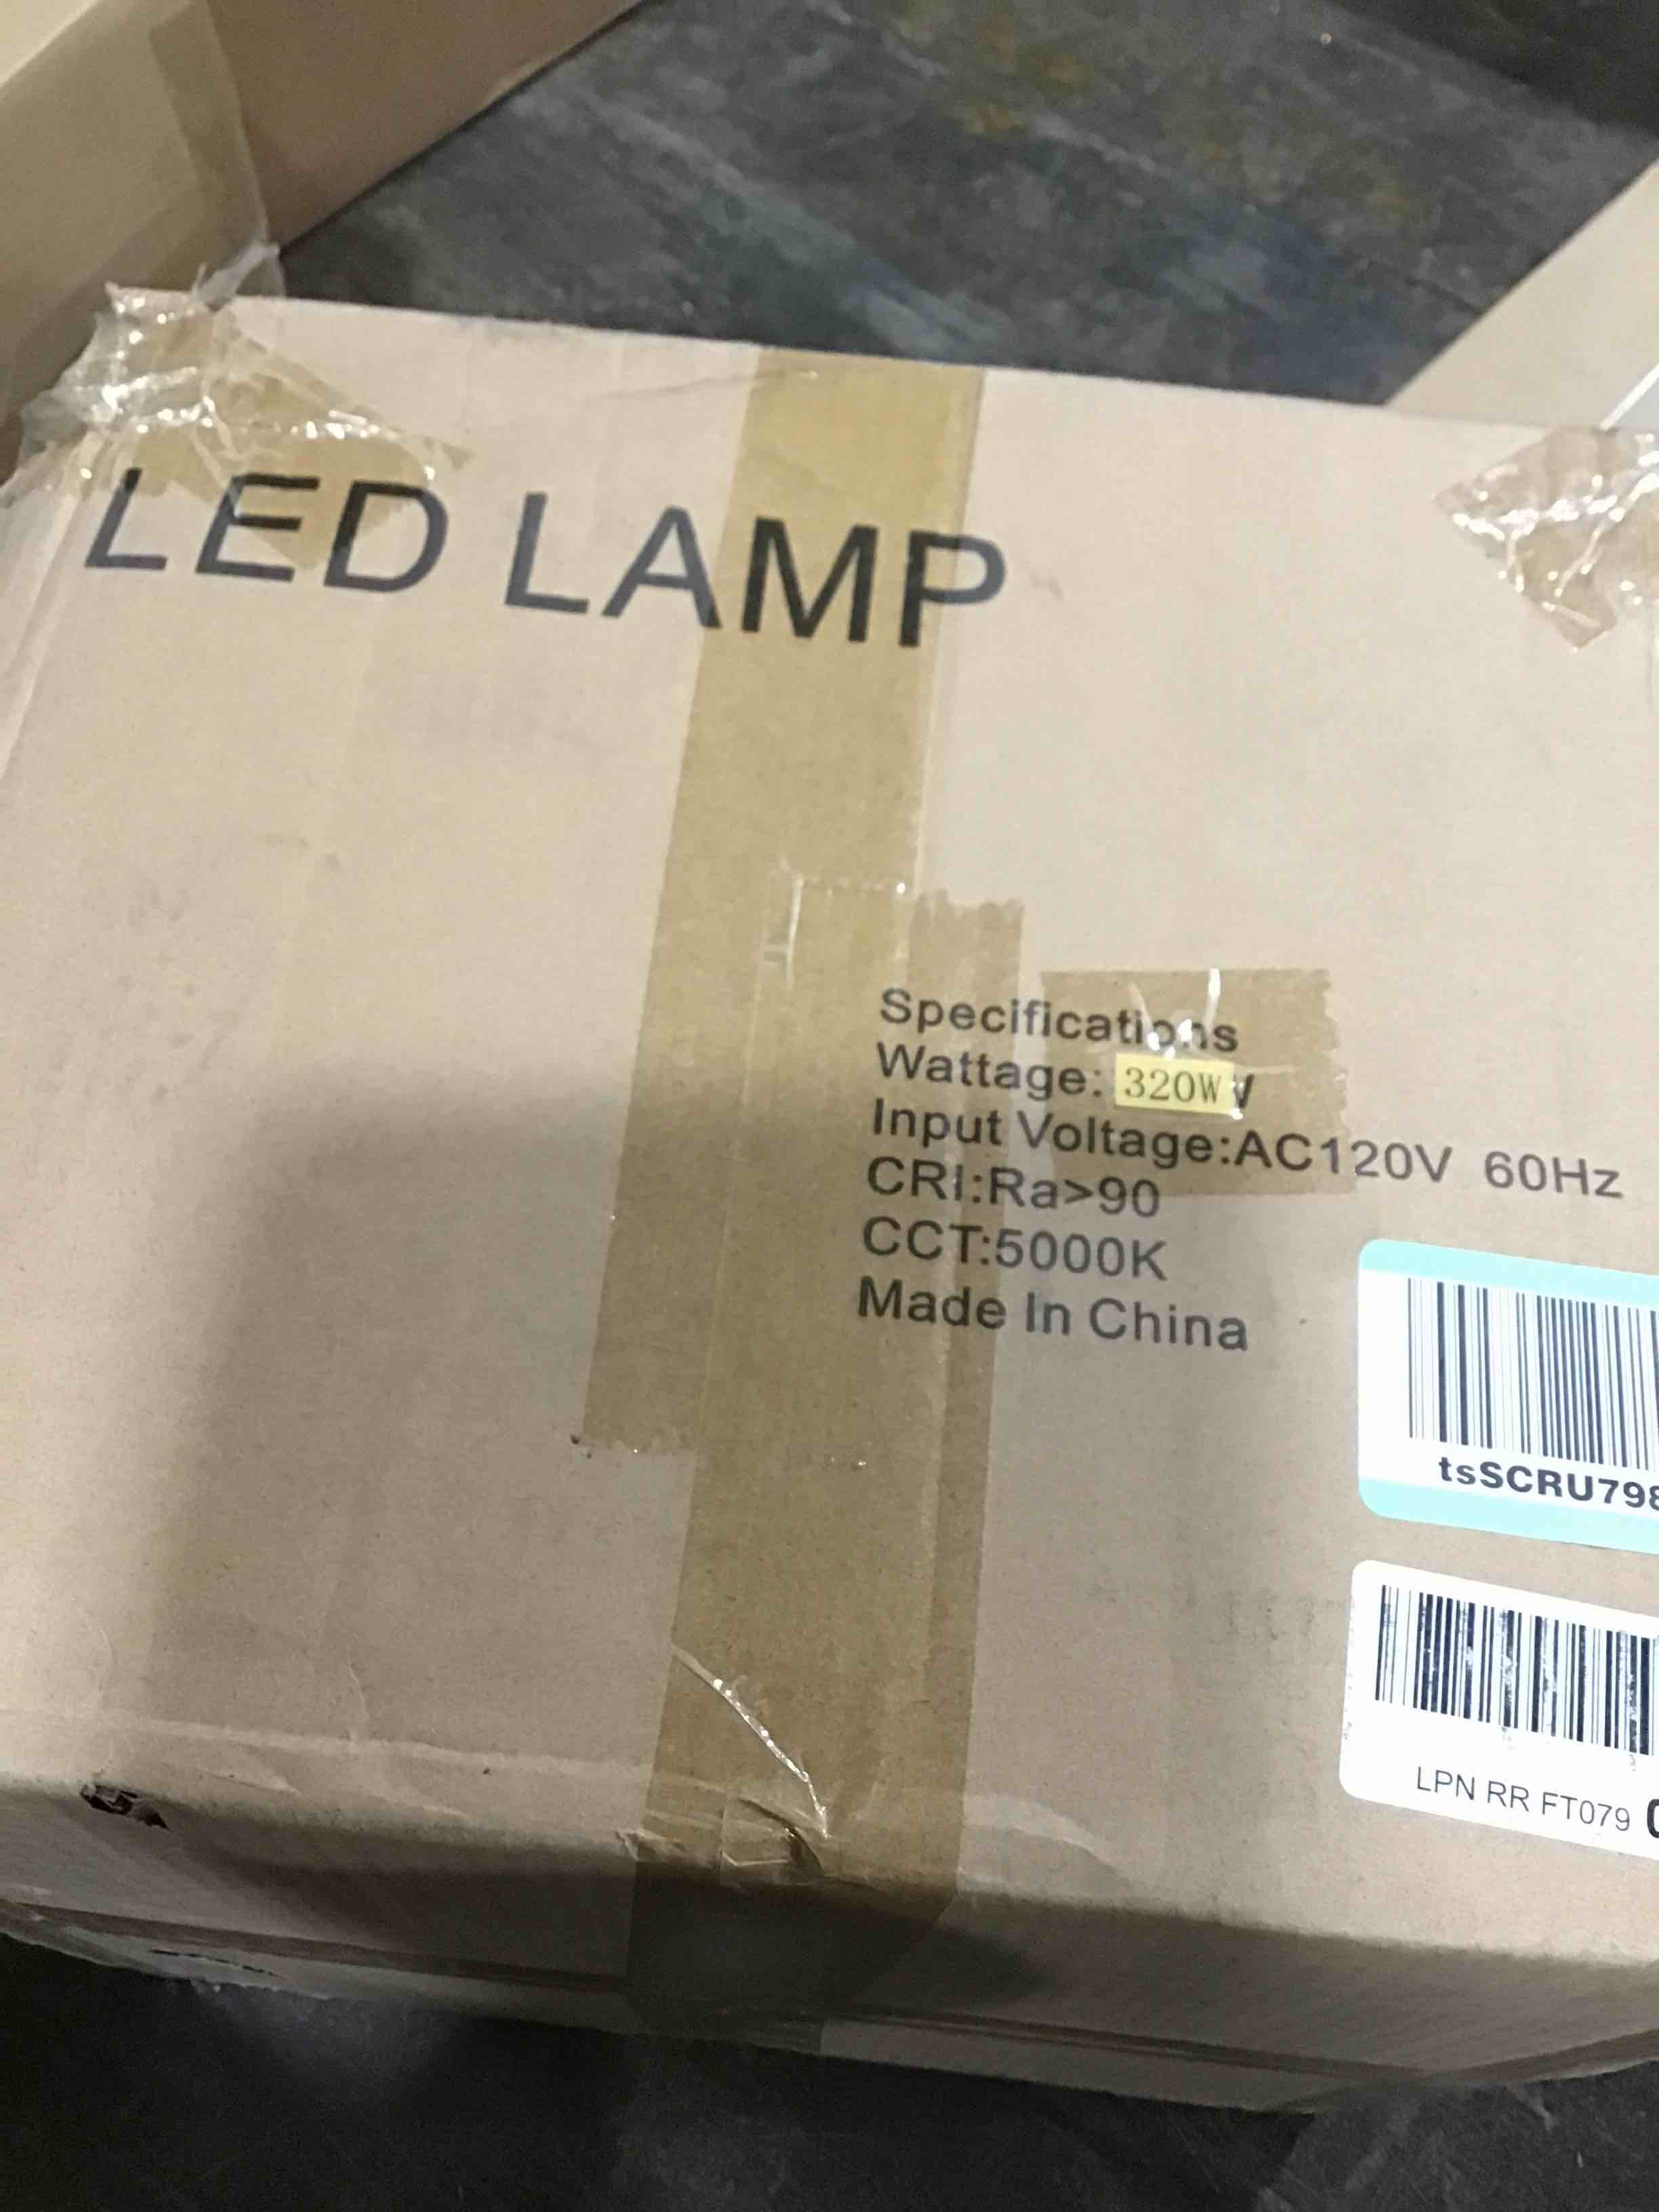 LED LAMP
Specifications
Wattage: 320W
Input Voltage:AC120V 60Hz
CRI:Ra>90
CCT:5000K
Made In China
tsSCRU798
LPN RR FT079